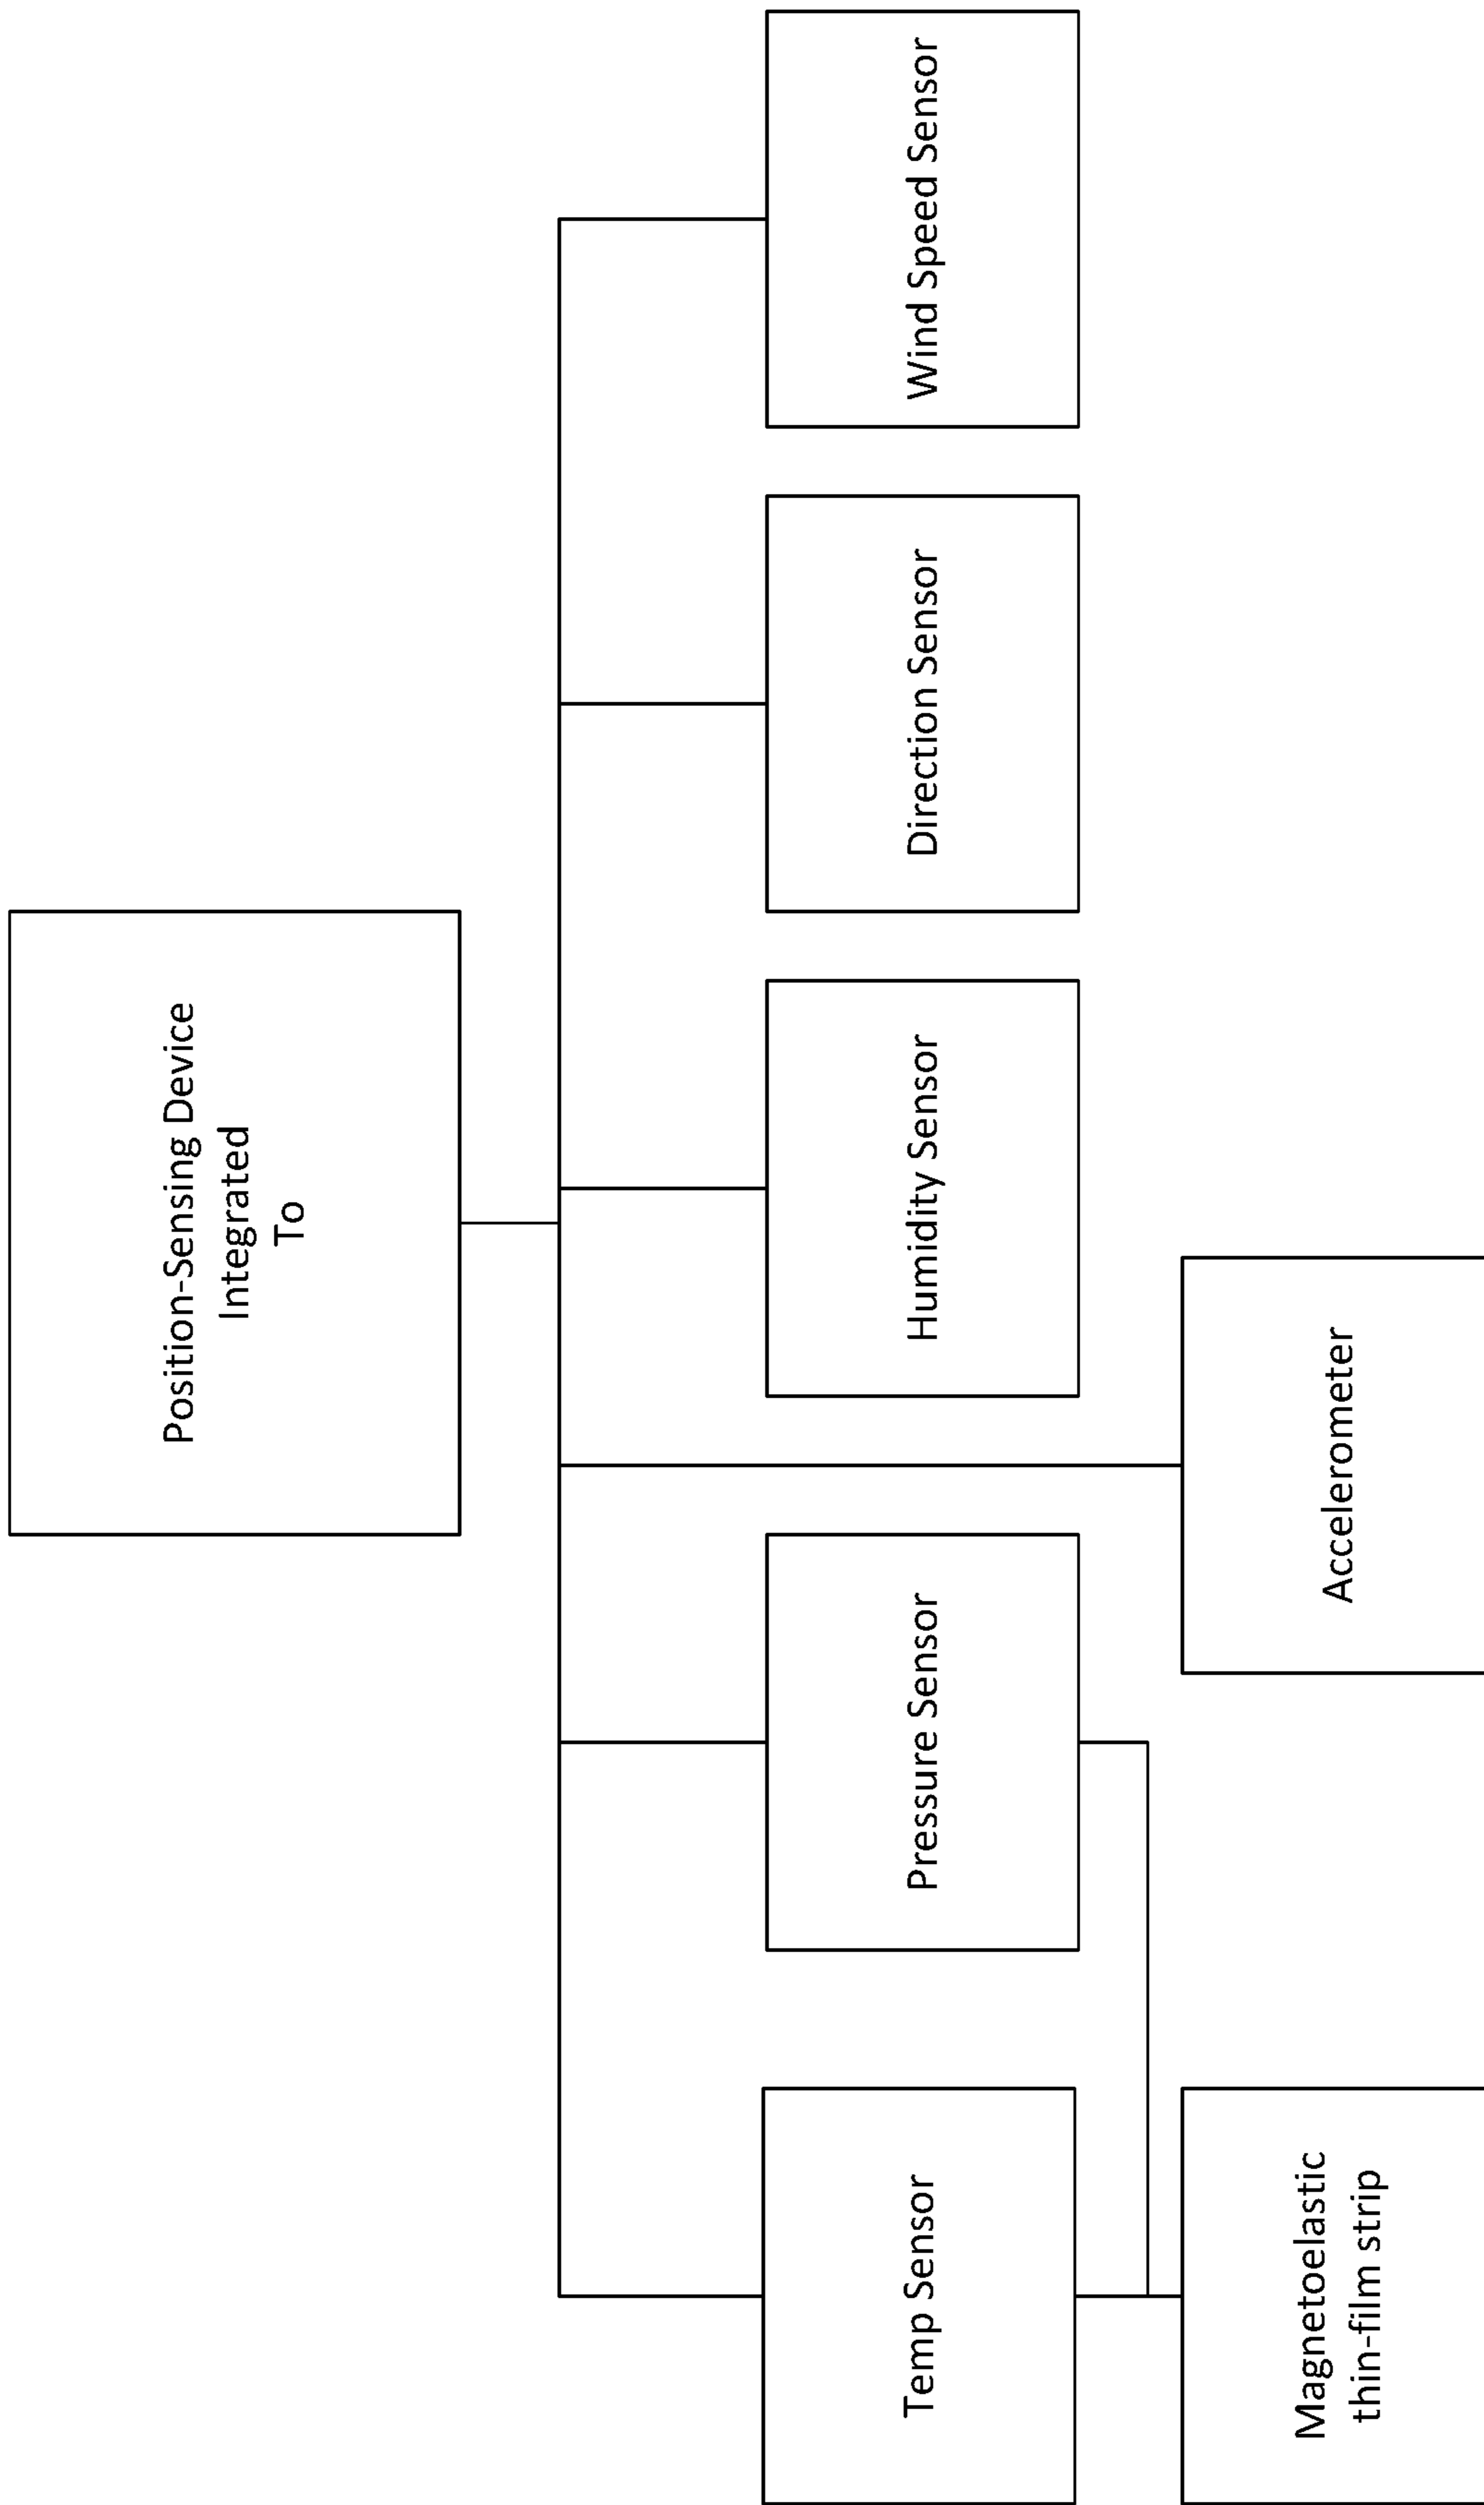 Position-Sensing Device
Integrated
To
Temp Sensor
Pressure Sensor
Humidity Sensor
Direction Sensor
Wind Speed Sensor
Magnetoelastic
thin-film strip
Accelerometer